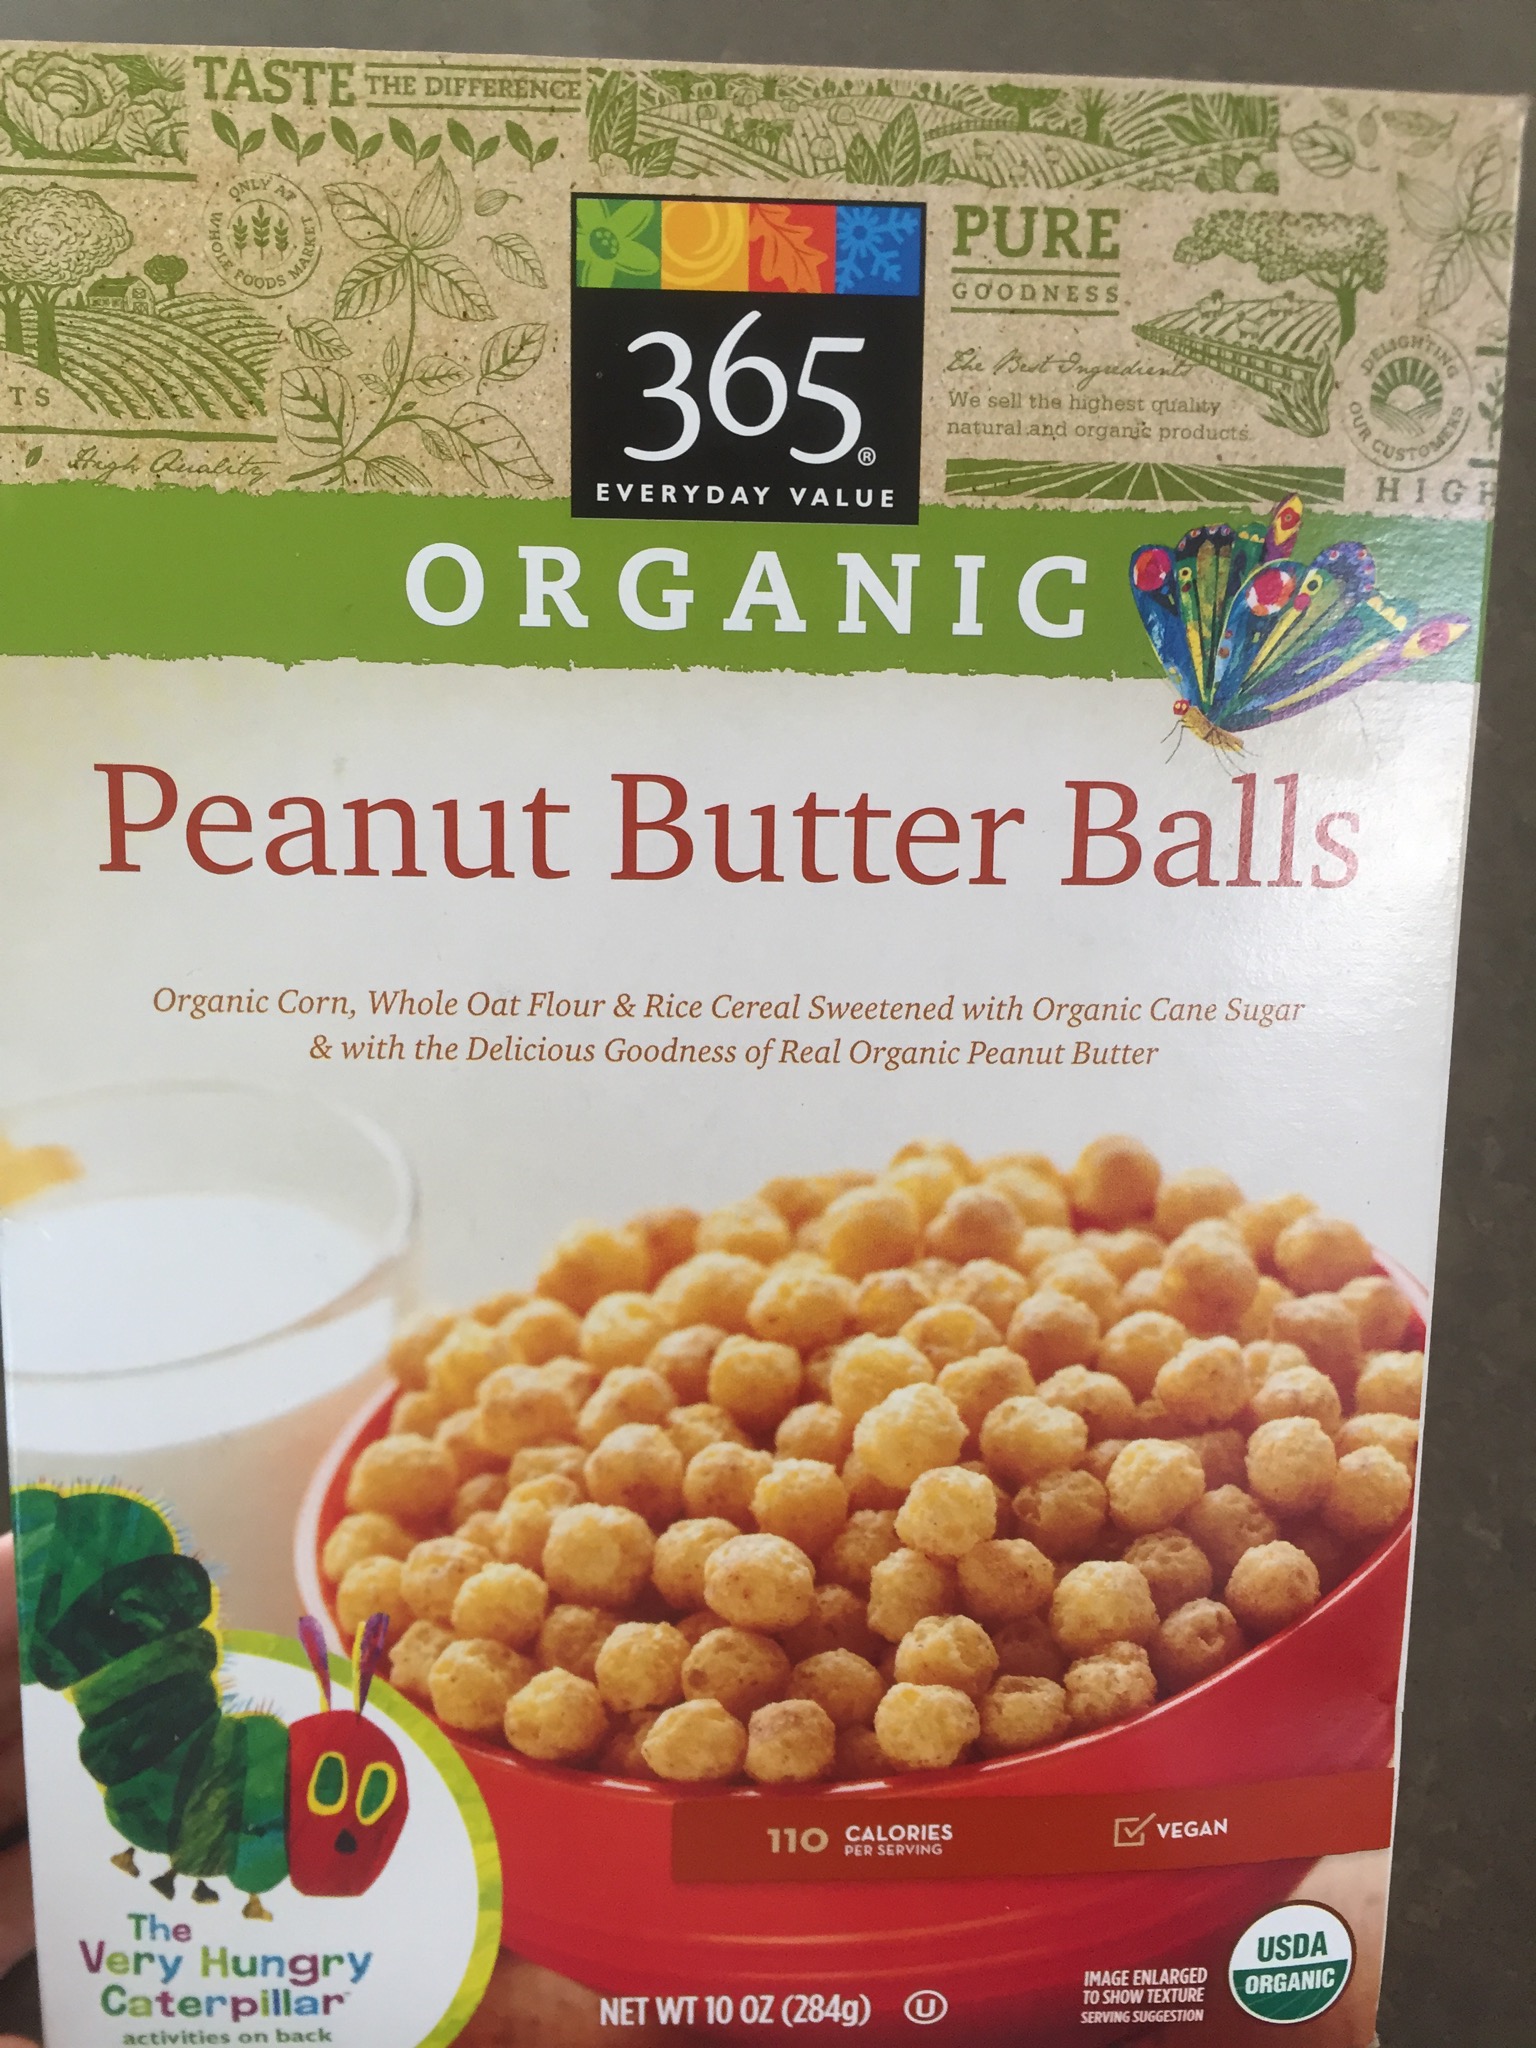 TASTE THE DIFFERENCE
ONLY AT WHOLE FOODS MARKET
TS
High Quality
365®
EVERYDAY VALUE
PURE
GOODNESS
The Best Ingredients
We sell the highest quality
natural and organic products.
DELIGHTING OUR CUSTOMERS
HIGH
ORGANIC
Peanut Butter Balls
Organic Corn, Whole Oat Flour & Rice Cereal Sweetened with Organic Cane Sugar
& with the Delicious Goodness of Real Organic Peanut Butter
110 CALORIES
PER SERVING
VEGAN
The
Very Hungry
Caterpillar™
activities on back
NET WT 10 OZ (284g) U
IMAGE ENLARGED
TO SHOW TEXTURE
SERVING SUGGESTION
USDA
ORGANIC